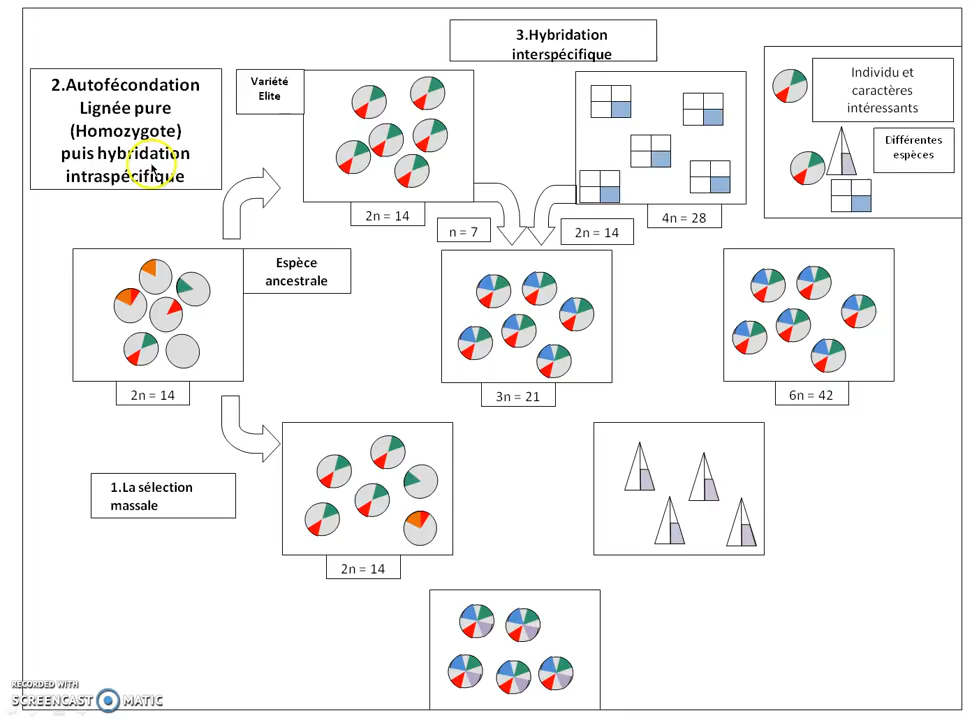 3.Hybridation
interspécifique
2.Autofécondation
Lignée pure
(Homozygote)
puis hybridation
intraspécifique
Variété
Elite
Individu et
caractères
intéressants
Différentes
espèces
2n = 14
n = 7
2n = 14
4n = 28
Espèce
ancestrale
2n = 14
3n = 21
6n = 42
1.La sélection
massale
2n = 14
RECORDED WITH
SCREENCAST MATIC